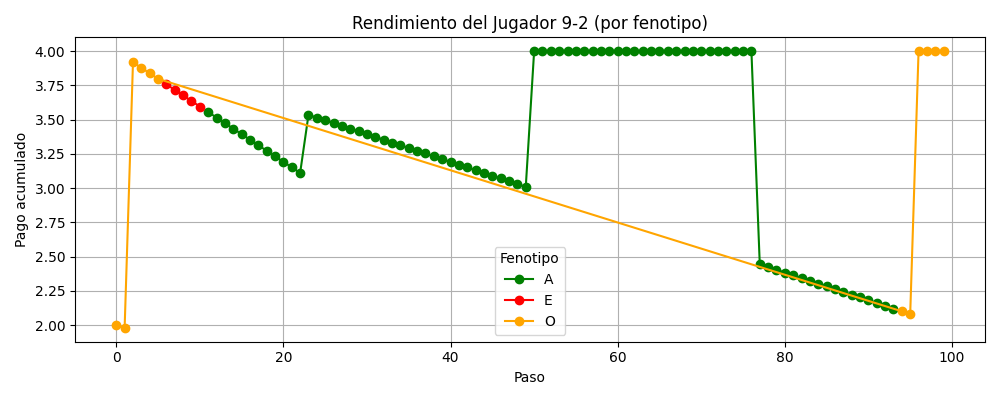 Rendimiento del Jugador 9-2 (por fenotipo)
Pago acumulado
4.00
3.75
3.50
3.25
3.00
2.75
2.50
2.25
2.00
Fenotipo
A
E
O
0 20 40 60 80 100
Paso